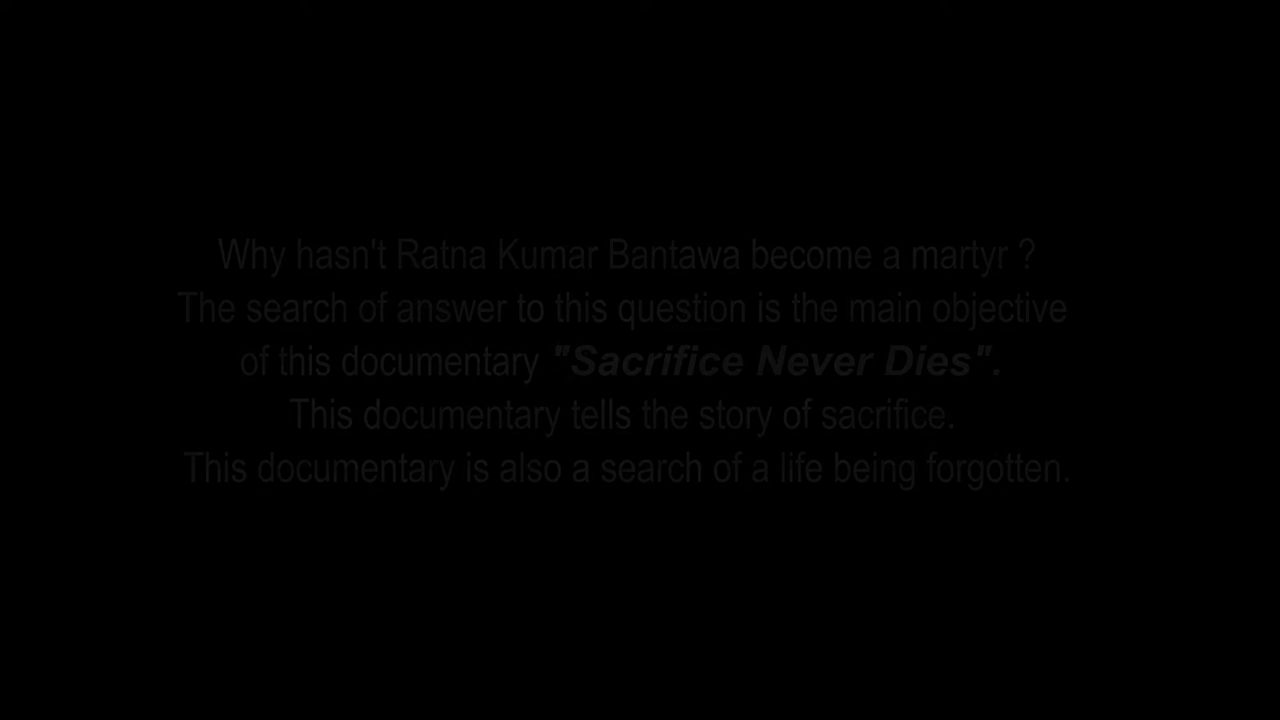 Why hasn't Ratna Kumar Bantawa become a martyr ?
The search of answer to this question is the main objective
of this documentary "Sacrifice Never Dies".
This documentary tells the story of sacrifice.
This documentary is also a search of a life being forgotten.